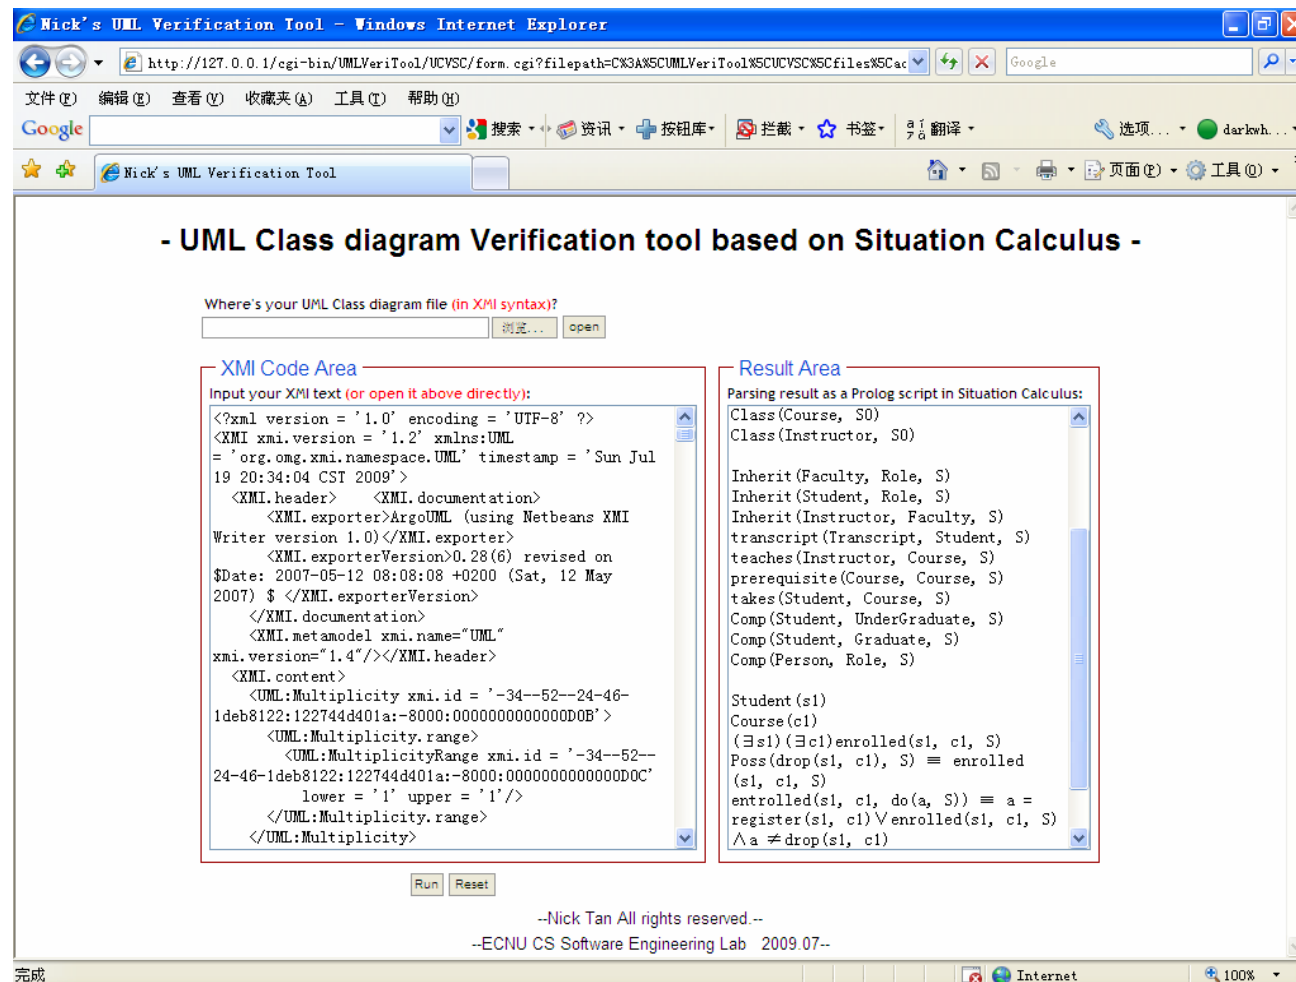 Nick's UML Verification Tool - Windows Internet Explorer
http://127.0.0.1/cgi-bin/UMLVeriTool/UCVSC/form.cgi?filepath=C%3A%5CUMLVeriTool%5CUCVSC%5Cfiles%5Cac
Google
文件(F) 编辑(E) 查看(V) 收藏夹(A) 工具(T) 帮助(H)
Google 搜索 资讯 按钮库 拦截 书签 翻译 选项... darkwh...
Nick's UML Verification Tool 页面(P) 工具(O)
- UML Class diagram Verification tool based on Situation Calculus -
Where's your UML Class diagram file (in XMI syntax)?
浏览... open
XMI Code Area
Input your XMI text (or open it above directly):
<?xml version = '1.0' encoding = 'UTF-8' ?>
<XMI xmi.version = '1.2' xmlns:UML
= 'org.omg.xmi.namespace.UML' timestamp = 'Sun Jul
19 20:34:04 CST 2009'>
<XMI.header> <XMI.documentation>
<XMI.exporter>ArgoUML (using Netbeans XMI
Writer version 1.0)</XMI.exporter>
<XMI.exporterVersion>0.28(6) revised on
$Date: 2007-05-12 08:08:08 +0200 (Sat, 12 May
2007) $ </XMI.exporterVersion>
</XMI.documentation>
<XMI.metamodel xmi.name="UML"
xmi.version="1.4"/></XMI.header>
<XMI.content>
<UML:Multiplicity xmi.id = '-34--52--24-46-
1deb8122:122744d401a:-8000:0000000000000D0B'>
<UML:Multiplicity.range>
<UML:MultiplicityRange xmi.id = '-34--52--
24-46-1deb8122:122744d401a:-8000:0000000000000D0C'
lower = '1' upper = '1'/>
</UML:Multiplicity.range>
</UML:Multiplicity>
Result Area
Parsing result as a Prolog script in Situation Calculus:
Class(Course, S0)
Class(Instructor, S0)
Inherit(Faculty, Role, S)
Inherit(Student, Role, S)
Inherit(Instructor, Faculty, S)
transcript(Transcript, Student, S)
teaches(Instructor, Course, S)
prerequisite(Course, Course, S)
takes(Student, Course, S)
Comp(Student, UnderGraduate, S)
Comp(Student, Graduate, S)
Comp(Person, Role, S)
Student(s1)
Course(c1)
(∃s1)(∃c1)enrolled(s1, c1, S)
Poss(drop(s1, c1), S) ≡ enrolled
(s1, c1, S)
entrolled(s1, c1, do(a, S)) ≡ a =
register(s1, c1)∨enrolled(s1, c1, S)
∧a ≠drop(s1, c1)
Run Reset
--Nick Tan All rights reserved.--
--ECNU CS Software Engineering Lab 2009.07--
完成 Internet 100%